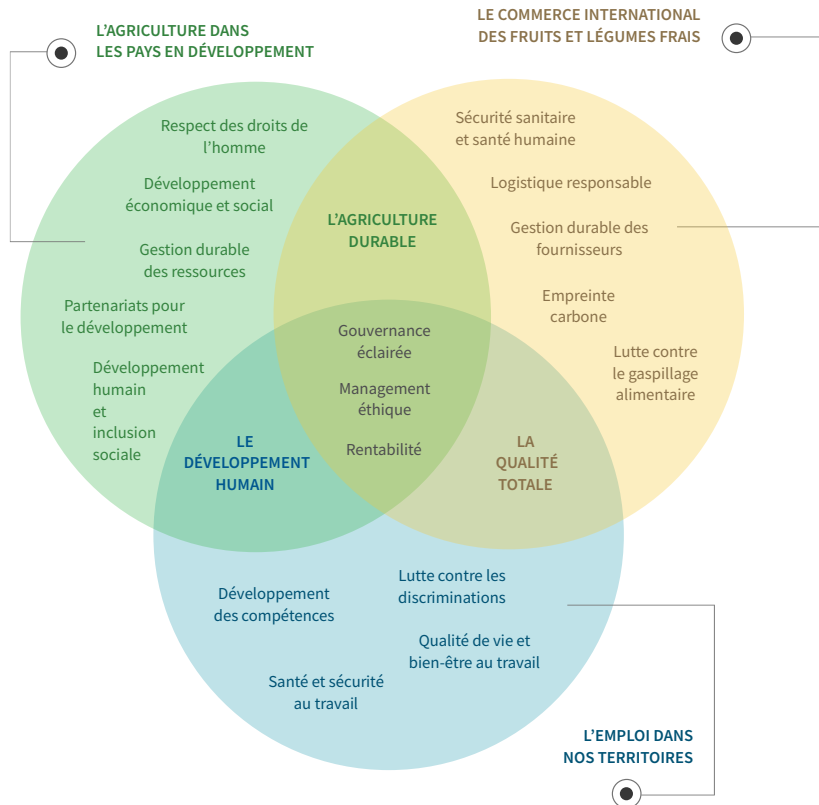 L’AGRICULTURE DANS
LES PAYS EN DÉVELOPPEMENT
LE COMMERCE INTERNATIONAL
DES FRUITS ET LÉGUMES FRAIS
Respect des droits de
l’homme
Développement
économique et social
Gestion durable
des ressources
Partenariats pour
le développement
Développement
humain
et
inclusion
sociale
L’AGRICULTURE
DURABLE
Sécurité sanitaire
et santé humaine
Logistique responsable
Gestion durable des
fournisseurs
Empreinte
carbone
Lutte contre
le gaspillage
alimentaire
Gouvernance
éclairée
Management
éthique
Rentabilité
LE
DÉVELOPPEMENT
HUMAIN
LA
QUALITÉ
TOTALE
Développement
des compétences
Lutte contre les
discriminations
Qualité de vie et
bien-être au travail
Santé et sécurité
au travail
L’EMPLOI DANS
NOS TERRITOIRES